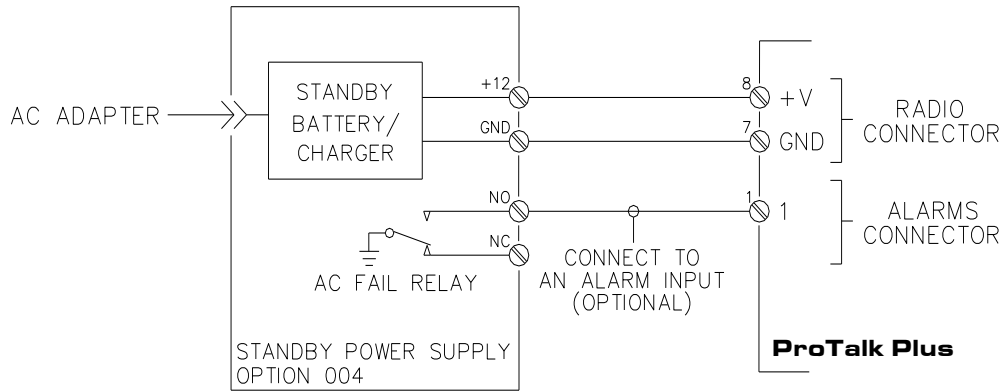 AC ADAPTER
STANDBY
BATTERY/
CHARGER
+12
GND
NO
NC
AC FAIL RELAY
STANDBY POWER SUPPLY
OPTION 004
CONNECT TO
AN ALARM INPUT
(OPTIONAL)
8
+V
7
GND
1
1
RADIO
CONNECTOR
ALARMS
CONNECTOR
ProTalk Plus